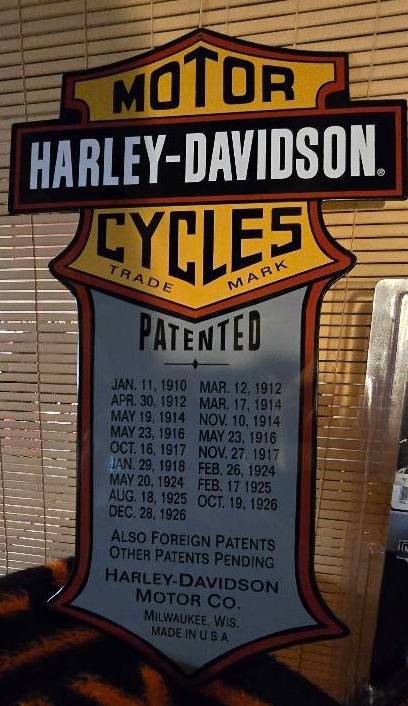 MOTOR
HARLEY-DAVIDSON®
CYCLES
TRADE MARK
PATENTED
JAN. 11, 1910 MAR. 12, 1912
APR. 30, 1912 MAR. 17, 1914
MAY 19, 1914 NOV. 10, 1914
MAY 23, 1916 MAY 23, 1916
OCT. 16, 1917 NOV. 27, 1917
JAN. 29, 1918 FEB. 26, 1924
MAY 20, 1924 FEB. 17 1925
AUG. 18, 1925 OCT. 19, 1926
DEC. 28, 1926
ALSO FOREIGN PATENTS
OTHER PATENTS PENDING
HARLEY-DAVIDSON
MOTOR CO.
MILWAUKEE, WIS.
MADE IN U S A